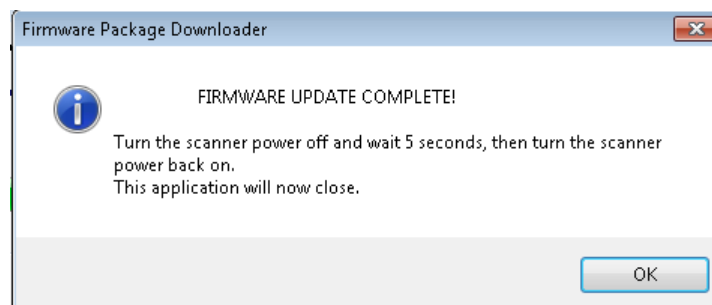 Firmware Package Downloader
FIRMWARE UPDATE COMPLETE!
Turn the scanner power off and wait 5 seconds, then turn the scanner
power back on.
This application will now close.
OK